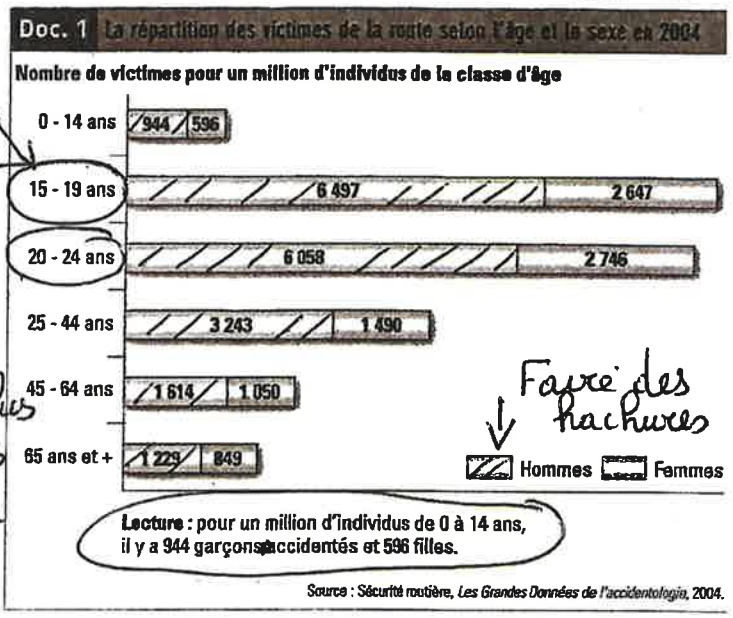 Doc. 1 La répartition des victimes de la route selon l'âge et le sexe en 2004
Nombre de victimes pour un million d'individus de la classe d'âge
0 - 14 ans 944 596
15 - 19 ans 6 497 2 647
20 - 24 ans 6 058 2 746
25 - 44 ans 3 243 1 490
45 - 64 ans 1 614 1 050
65 ans et + 1 229 849
Faire des
hachures
Hommes Femmes
Lecture : pour un million d'individus de 0 à 14 ans,
il y a 944 garçons accidentés et 596 filles.
Source : Sécurité routière, Les Grandes Données de l'accidentologie, 2004.